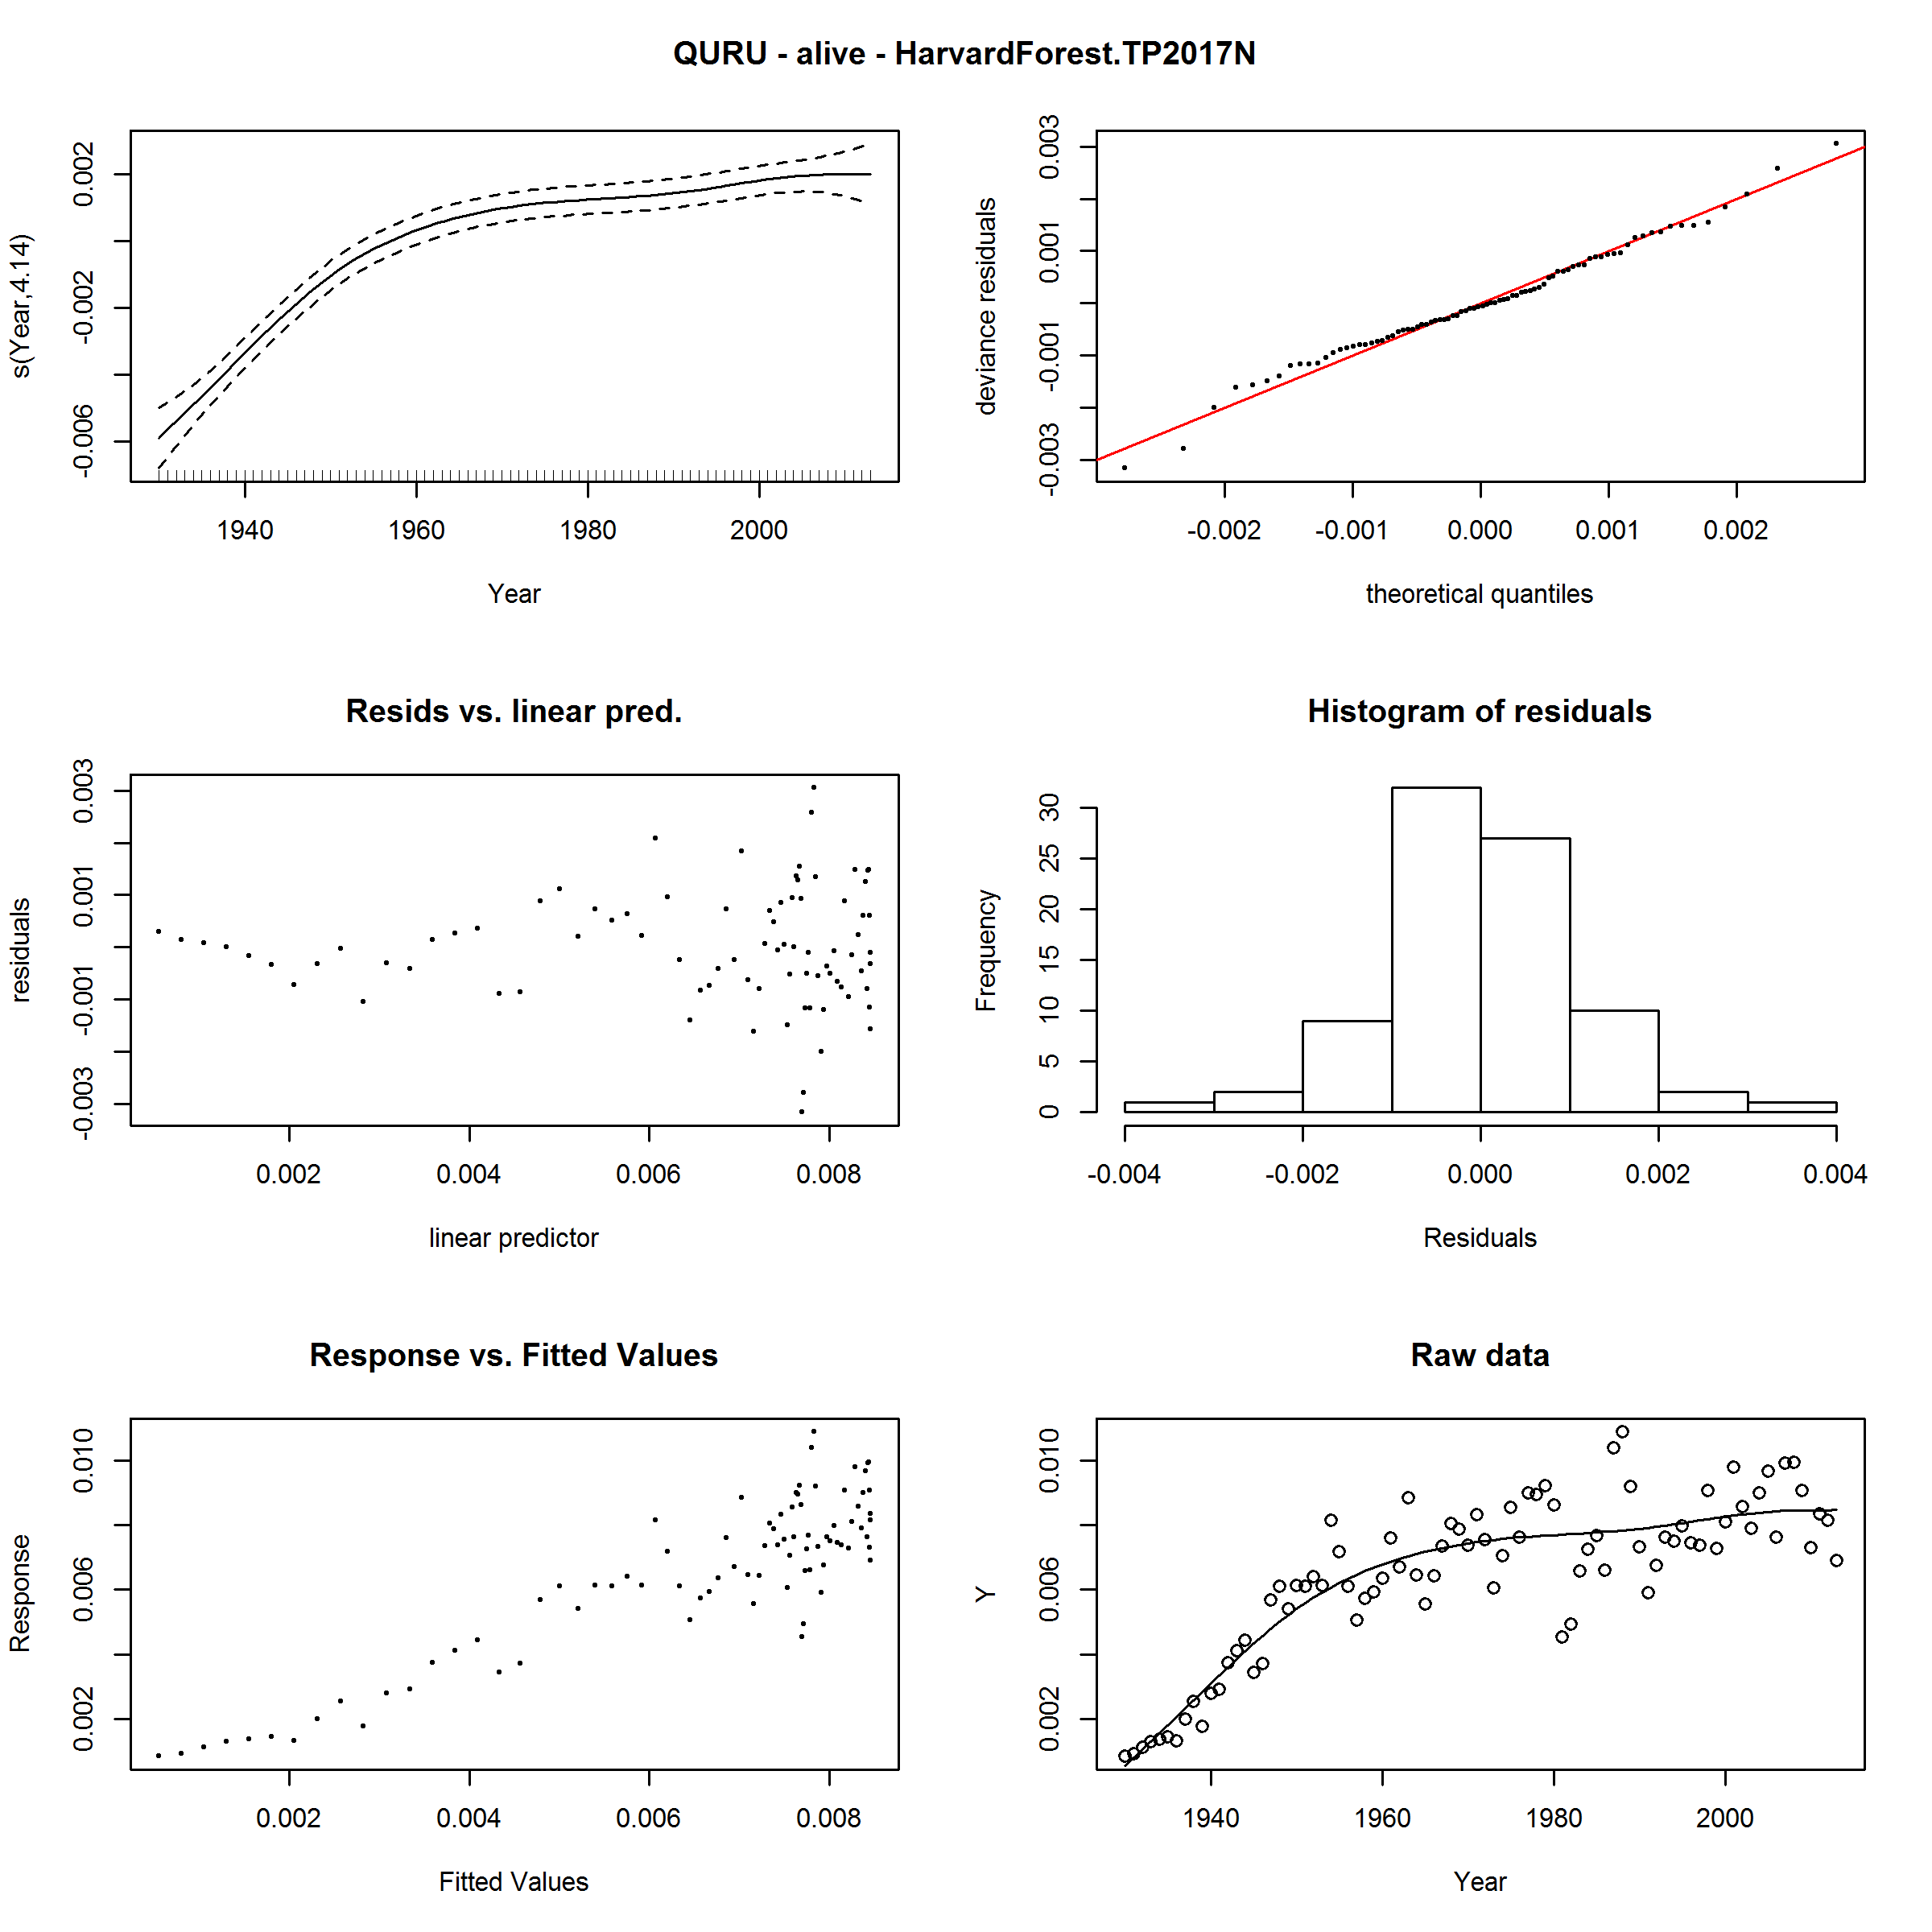 QURU - alive - HarvardForest.TP2017N
s(Year,4.14)
-0.006 -0.002 0.002
1940 1960 1980 2000
Year
deviance residuals
-0.003 -0.001 0.001 0.003
-0.002 -0.001 0.000 0.001 0.002
theoretical quantiles
Resids vs. linear pred.
residuals
-0.003 -0.001 0.001 0.003
0.002 0.004 0.006 0.008
linear predictor
Histogram of residuals
Frequency
0 5 10 15 20 25 30
-0.004 -0.002 0.000 0.002 0.004
Residuals
Response vs. Fitted Values
Response
0.002 0.006 0.010
0.002 0.004 0.006 0.008
Fitted Values
Raw data
Y
0.002 0.006 0.010
1940 1960 1980 2000
Year